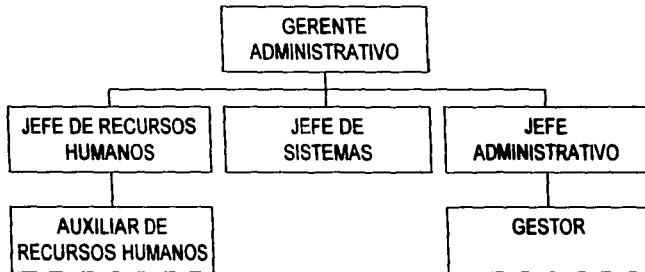 GERENTE
ADMINISTRATIVO
JEFE DE RECURSOS
HUMANOS
JEFE DE
SISTEMAS
JEFE
ADMINISTRATIVO
AUXILIAR DE
RECURSOS HUMANOS
GESTOR